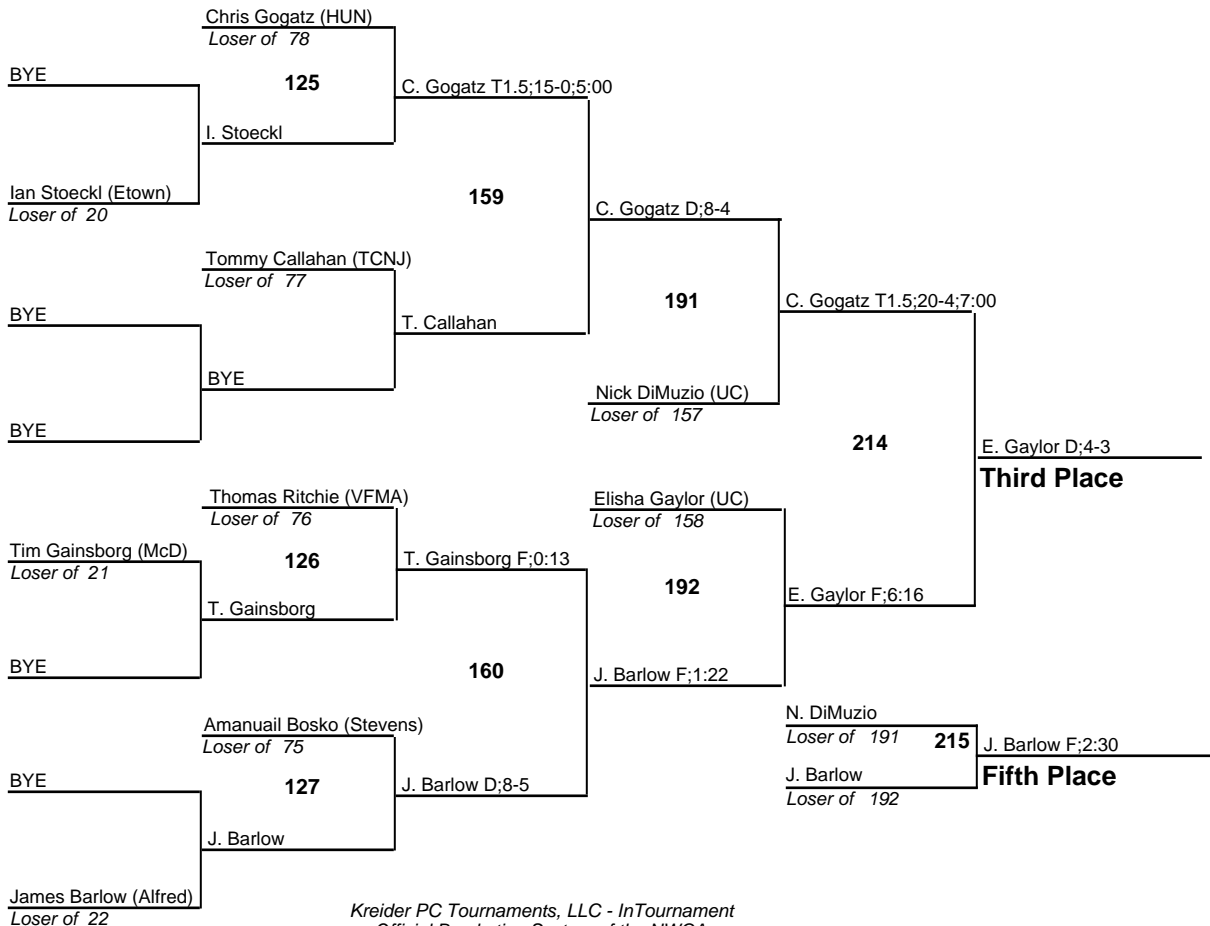 Chris Gogatz (HUN)
Loser of 78
BYE
125
C. Gogatz T1.5;15-0;5:00
I. Stoeckl
Ian Stoeckl (Etown)
Loser of 20
159
C. Gogatz D;8-4
Tommy Callahan (TCNJ)
Loser of 77
BYE
T. Callahan
191
C. Gogatz T1.5;20-4;7:00
BYE
Nick DiMuzio (UC)
Loser of 157
BYE
214
E. Gaylor D;4-3
Third Place
Thomas Ritchie (VFMA)
Loser of 76
Elisha Gaylor (UC)
Loser of 158
Tim Gainsborg (McD)
Loser of 21
126
T. Gainsborg F;0:13
192
T. Gainsborg
E. Gaylor F;6:16
BYE
160
J. Barlow F;1:22
Amanuail Bosko (Stevens)
Loser of 75
N. DiMuzio
Loser of 191
215
J. Barlow F;2:30
Fifth Place
BYE
127
J. Barlow D;8-5
J. Barlow
Loser of 192
J. Barlow
James Barlow (Alfred)
Loser of 22
Kreider PC Tournaments, LLC - InTournament